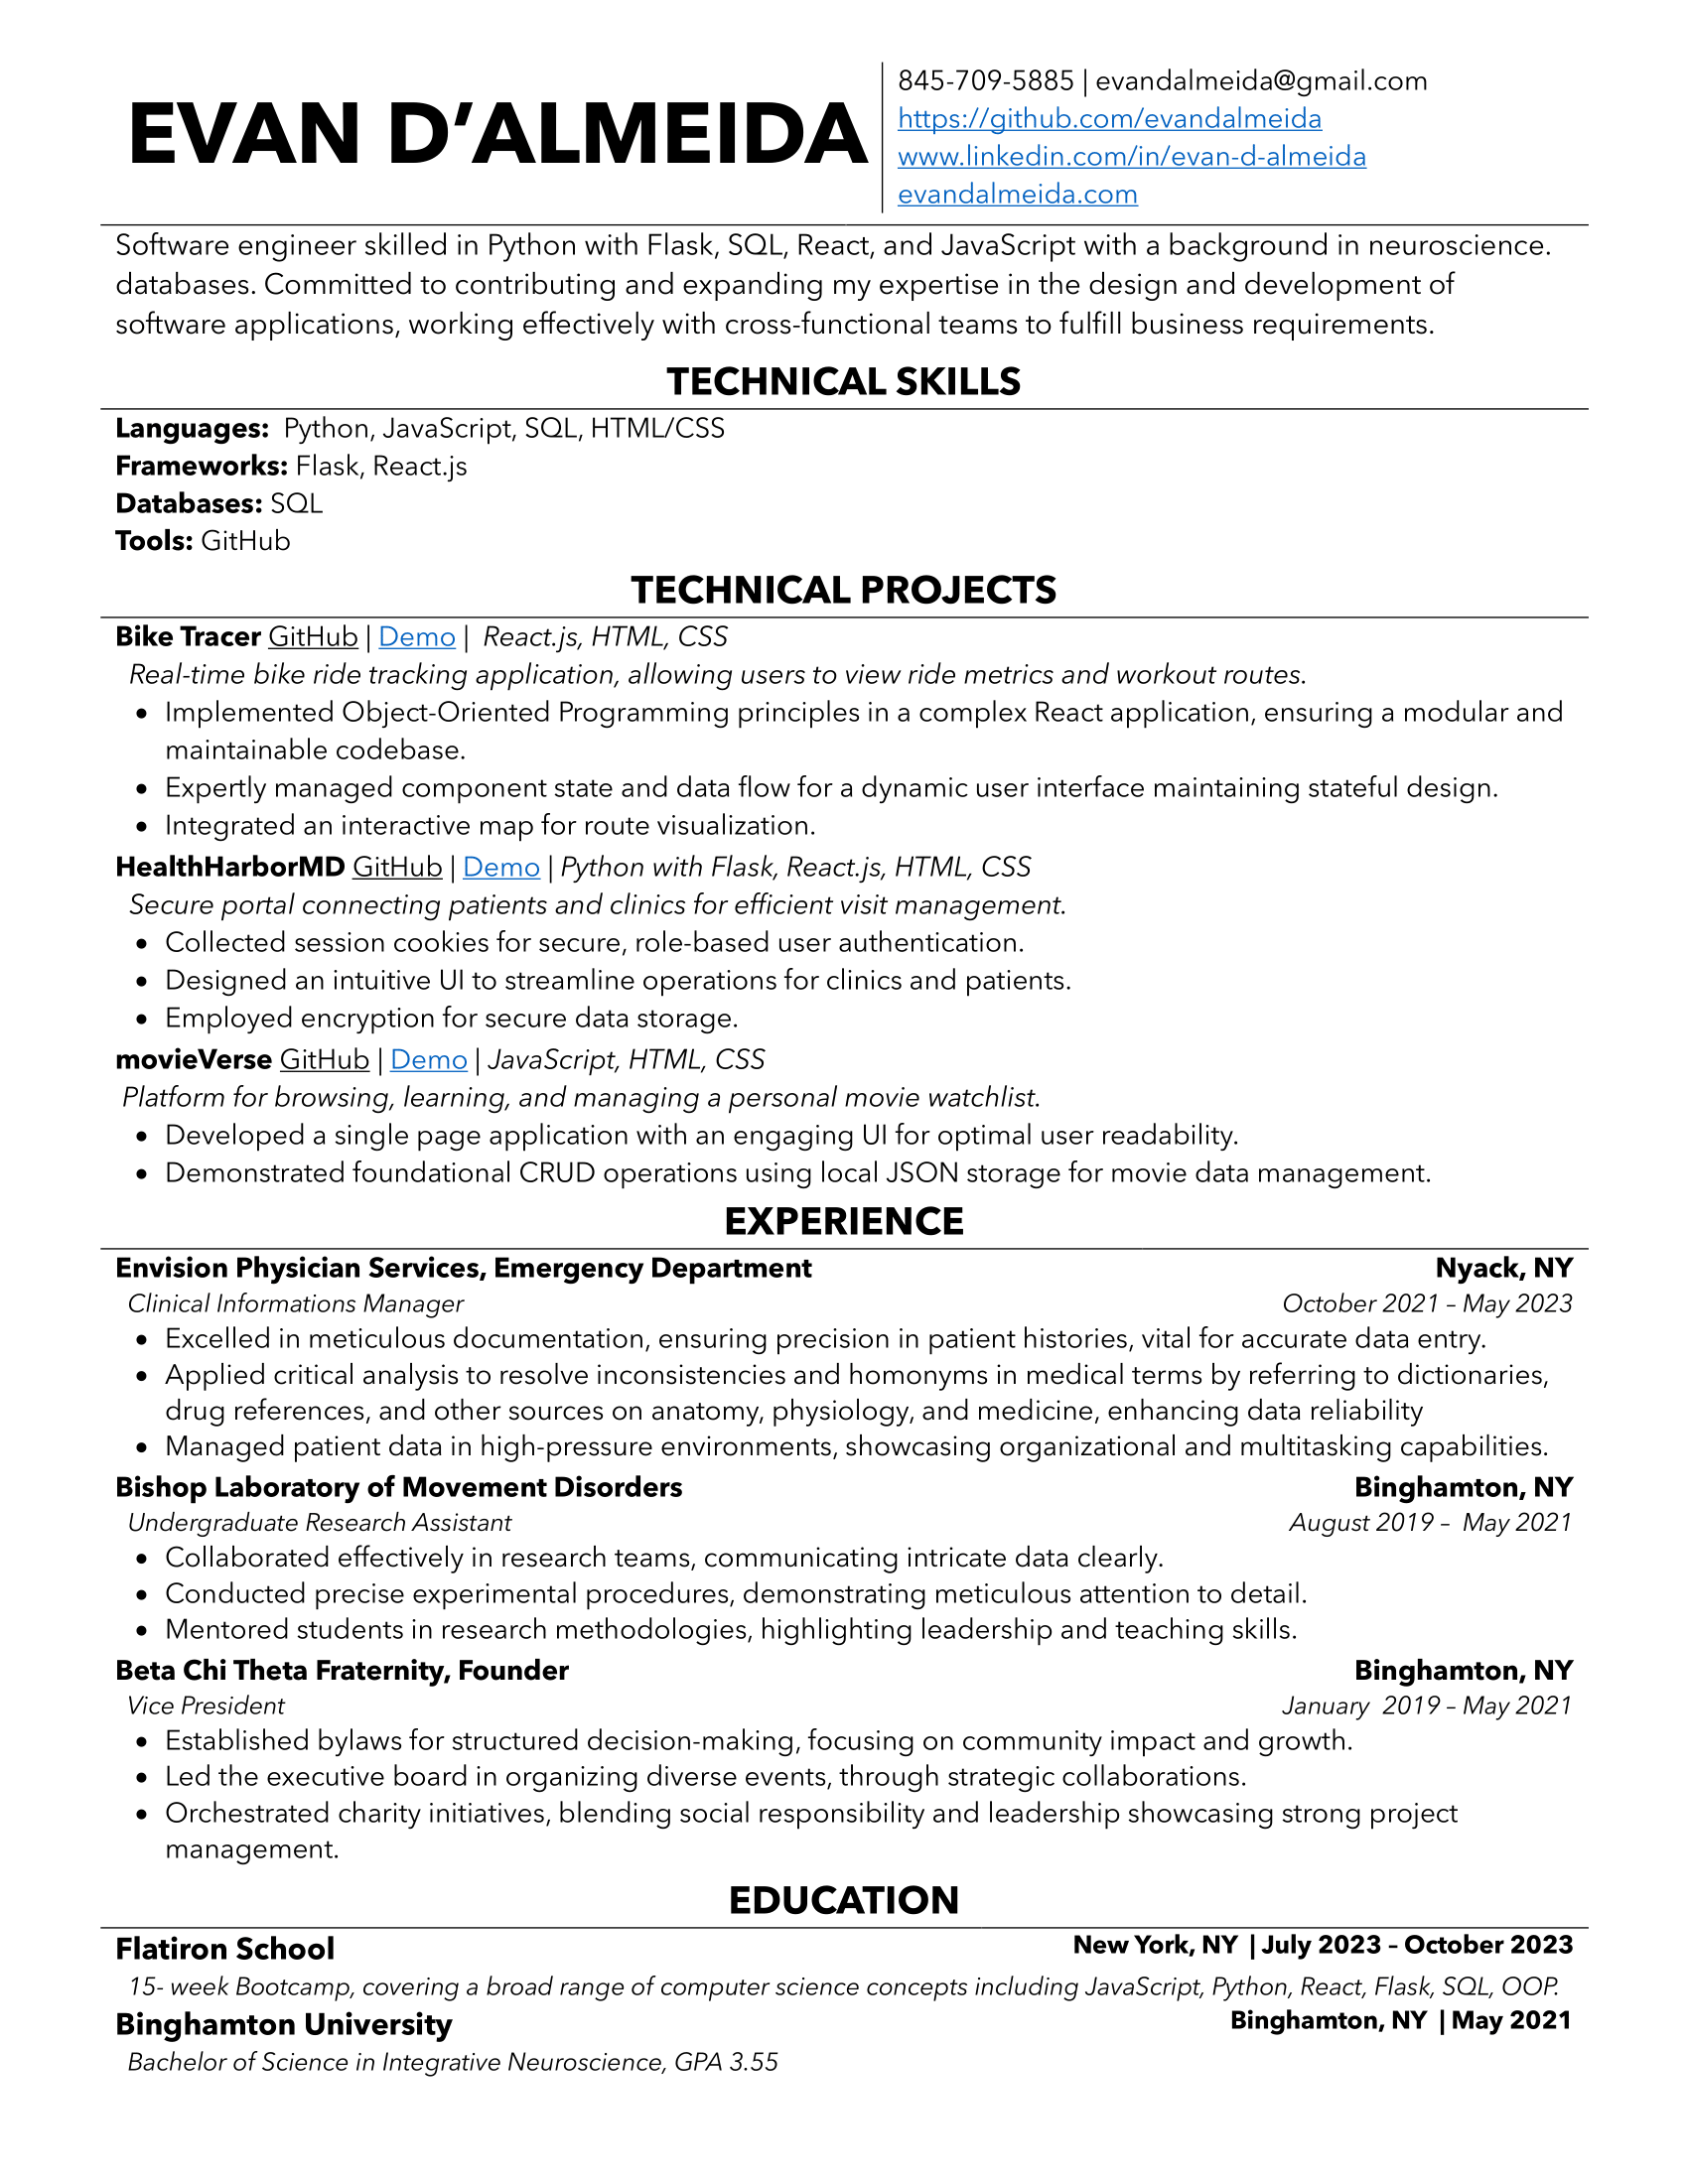 EVAN D’ALMEIDA
845-709-5885 | evandalmeida@gmail.com
https://github.com/evandalmeida
www.linkedin.com/in/evan-d-almeida
evandalmeida.com
Software engineer skilled in Python with Flask, SQL, React, and JavaScript with a background in neuroscience.
databases. Committed to contributing and expanding my expertise in the design and development of
software applications, working effectively with cross-functional teams to fulfill business requirements.
TECHNICAL SKILLS
Languages: Python, JavaScript, SQL, HTML/CSS
Frameworks: Flask, React.js
Databases: SQL
Tools: GitHub
TECHNICAL PROJECTS
Bike Tracer GitHub | Demo | React.js, HTML, CSS
Real-time bike ride tracking application, allowing users to view ride metrics and workout routes.
• Implemented Object-Oriented Programming principles in a complex React application, ensuring a modular and
maintainable codebase.
• Expertly managed component state and data flow for a dynamic user interface maintaining stateful design.
• Integrated an interactive map for route visualization.
HealthHarborMD GitHub | Demo | Python with Flask, React.js, HTML, CSS
Secure portal connecting patients and clinics for efficient visit management.
• Collected session cookies for secure, role-based user authentication.
• Designed an intuitive UI to streamline operations for clinics and patients.
• Employed encryption for secure data storage.
movieVerse GitHub | Demo | JavaScript, HTML, CSS
Platform for browsing, learning, and managing a personal movie watchlist.
• Developed a single page application with an engaging UI for optimal user readability.
• Demonstrated foundational CRUD operations using local JSON storage for movie data management.
EXPERIENCE
Envision Physician Services, Emergency Department Nyack, NY
Clinical Informations Manager October 2021 – May 2023
• Excelled in meticulous documentation, ensuring precision in patient histories, vital for accurate data entry.
• Applied critical analysis to resolve inconsistencies and homonyms in medical terms by referring to dictionaries,
drug references, and other sources on anatomy, physiology, and medicine, enhancing data reliability
• Managed patient data in high-pressure environments, showcasing organizational and multitasking capabilities.
Bishop Laboratory of Movement Disorders Binghamton, NY
Undergraduate Research Assistant August 2019 – May 2021
• Collaborated effectively in research teams, communicating intricate data clearly.
• Conducted precise experimental procedures, demonstrating meticulous attention to detail.
• Mentored students in research methodologies, highlighting leadership and teaching skills.
Beta Chi Theta Fraternity, Founder Binghamton, NY
Vice President January 2019 – May 2021
• Established bylaws for structured decision-making, focusing on community impact and growth.
• Led the executive board in organizing diverse events, through strategic collaborations.
• Orchestrated charity initiatives, blending social responsibility and leadership showcasing strong project
management.
EDUCATION
Flatiron School New York, NY | July 2023 – October 2023
15- week Bootcamp, covering a broad range of computer science concepts including JavaScript, Python, React, Flask, SQL, OOP.
Binghamton University Binghamton, NY | May 2021
Bachelor of Science in Integrative Neuroscience, GPA 3.55